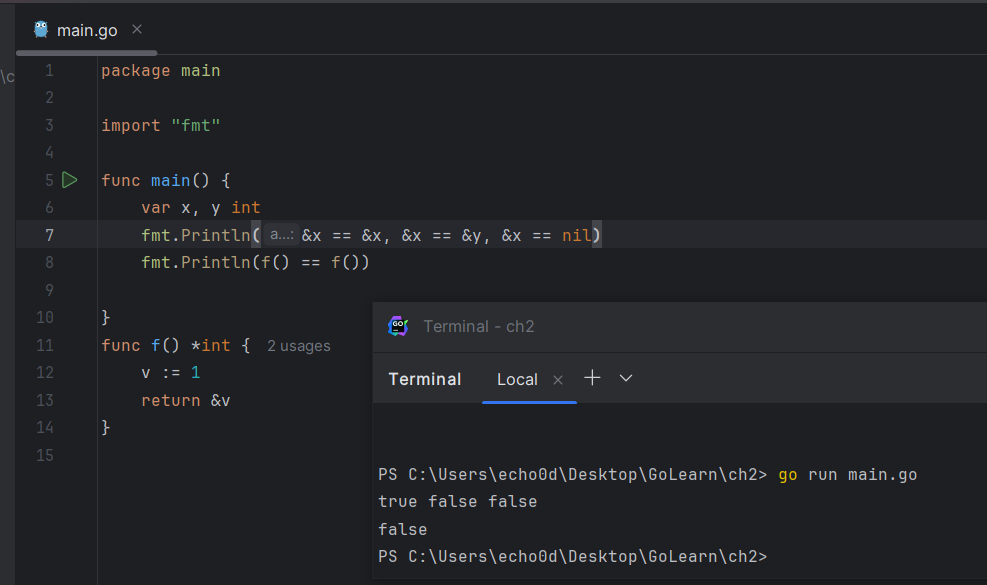 main.go ×
\c
1 package main
2
3 import "fmt"
4
5 func main() {
6 var x, y int
7 fmt.Println( a...: &x == &x, &x == &y, &x == nil)
8 fmt.Println(f() == f())
9
10 }
11 func f() *int { 2 usages
12 v := 1
13 return &v
14 }
15
GO
Terminal - ch2
Terminal Local × +
PS C:\Users\echo0d\Desktop\GoLearn\ch2> go run main.go
true false false
false
PS C:\Users\echo0d\Desktop\GoLearn\ch2>